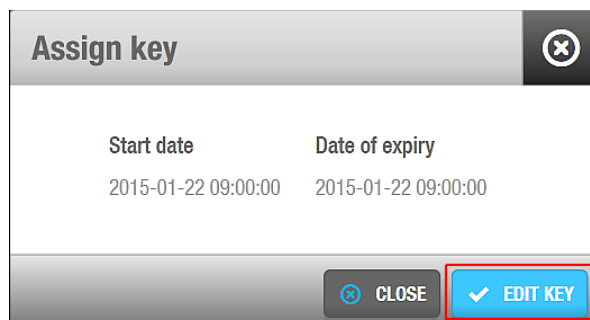 Assign key
Start date Date of expiry
2015-01-22 09:00:00 2015-01-22 09:00:00
CLOSE EDIT KEY